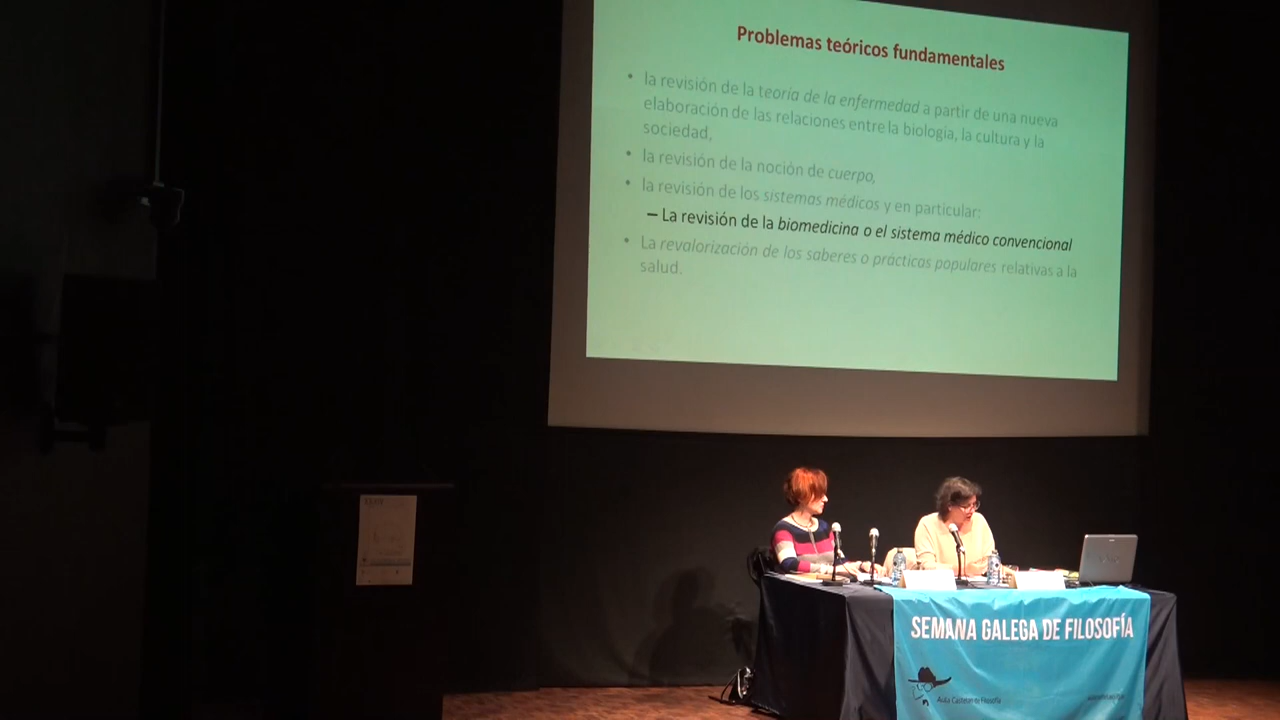 Problemas teóricos fundamentales
• la revisión de la teoría de la enfermedad a partir de una nueva
elaboración de las relaciones entre la biología, la cultura y la
sociedad,
• la revisión de la noción de cuerpo,
• la revisión de los sistemas médicos y en particular:
– La revisión de la biomedicina o el sistema médico convencional
• La revalorización de los saberes o prácticas populares relativas a la
salud.
SEMANA GALEGA DE FILOSOFÍA
Aula Castelao de Filosofía